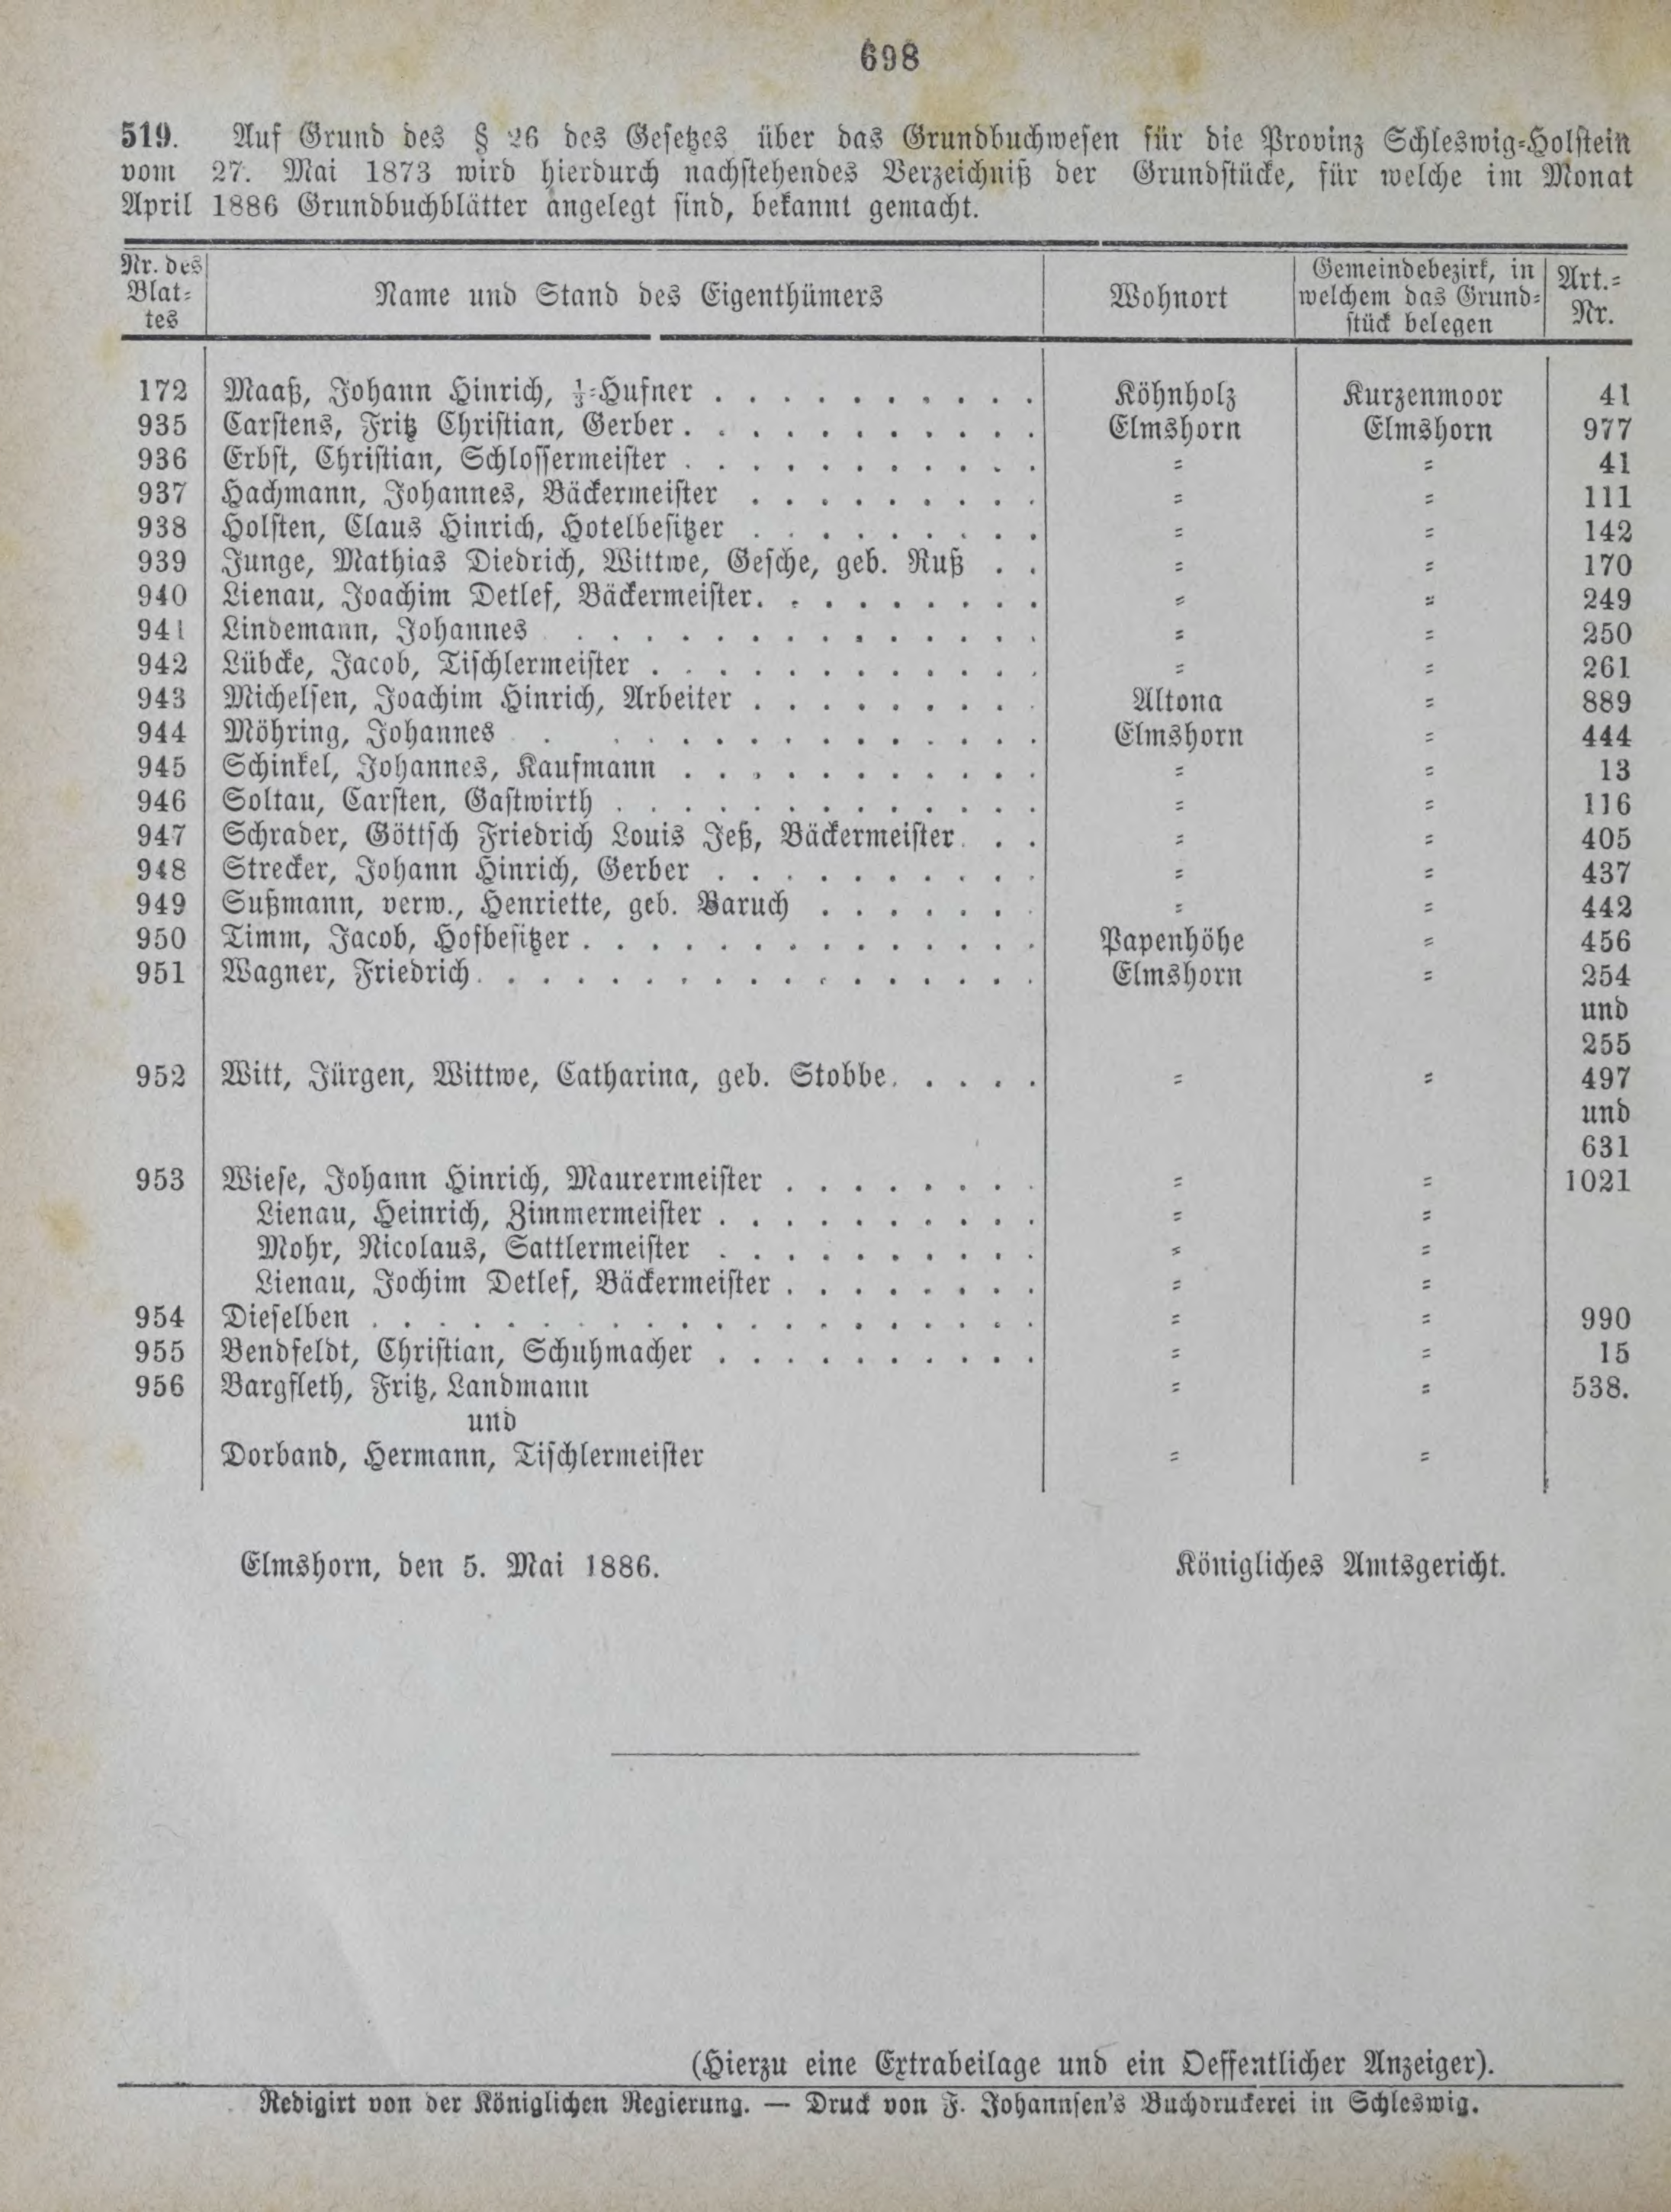 698
519. Auf Grund des § 26 des Gesetzes über das Grundbuchwesen für die Provinz Schleswig-Holstein
vom 27. Mai 1873 wird hierdurch nachstehendes Verzeichniß der Grundstücke, für welche im Monat
April 1886 Grundbuchblätter angelegt sind, bekannt gemacht.
Nr. des
Blat-
tes
Name und Stand des Eigenthümers
Wohnort
Gemeindebezirk, in
welchem das Grund-
stück belegen
Art.-
Nr.
172 Maaß, Johann Hinrich, ⅓-Hufner . . . . . . . . . . Köhnholz Kurzenmoor 41
935 Carstens, Fritz Christian, Gerber . . . . . . . . . . . Elmshorn Elmshorn 977
936 Erbst, Christian, Schlossermeister . . . . . . . . . . . = = 41
937 Hachmann, Johannes, Bäckermeister . . . . . . . . . = = 111
938 Holsten, Claus Hinrich, Hotelbesitzer . . . . . . . . . = = 142
939 Junge, Mathias Diedrich, Wittwe, Gesche, geb. Ruß . . = = 170
940 Lienau, Joachim Detlef, Bäckermeister. . . . . . . . . = = 249
941 Lindemann, Johannes . . . . . . . . . . . . . . = = 250
942 Lübcke, Jacob, Tischlermeister . . . . . . . . . . . . = = 261
943 Michelsen, Joachim Hinrich, Arbeiter . . . . . . . . . Altona = 889
944 Möhring, Johannes . . . . . . . . . . . . . . Elmshorn = 444
945 Schinkel, Johannes, Kaufmann . . . . . . . . . . . = = 13
946 Soltau, Carsten, Gastwirth . . . . . . . . . . . . . = = 116
947 Schrader, Göttsch Friedrich Louis Jeß, Bäckermeister . . . = = 405
948 Strecker, Johann Hinrich, Gerber . . . . . . . . . . = = 437
949 Sußmann, verw., Henriette, geb. Baruch . . . . . . . = = 442
950 Timm, Jacob, Hofbesitzer . . . . . . . . . . . . . . Papenhöhe = 456
951 Wagner, Friedrich . . . . . . . . . . . . . . . . . Elmshorn = 254
und
255
952 Witt, Jürgen, Wittwe, Catharina, geb. Stobbe. . . . . = = 497
und
631
953 Wiese, Johann Hinrich, Maurermeister . . . . . . . . = = 1021
Lienau, Heinrich, Zimmermeister . . . . . . . . . . = =
Mohr, Nicolaus, Sattlermeister . . . . . . . . . . = =
Lienau, Jochim Detlef, Bäckermeister . . . . . . . . = =
954 Dieselben . . . . . . . . . . . . . . . . . . . . = = 990
955 Bendfeldt, Christian, Schuhmacher . . . . . . . . . . = = 15
956 Bargfleth, Fritz, Landmann = = 538.
und
Dorband, Hermann, Tischlermeister = =
Elmshorn, den 5. Mai 1886. Königliches Amtsgericht.
(Hierzu eine Extrabeilage und ein Oeffentlicher Anzeiger).
Redigirt von der Königlichen Regierung. — Druck von F. Johannsen's Buchdruckerei in Schleswig.